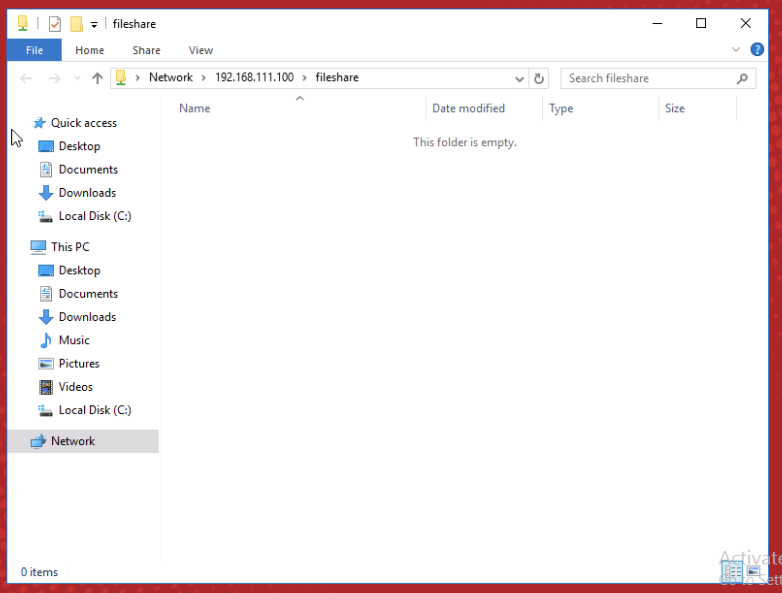 fileshare
File Home Share View
Network 192.168.111.100 fileshare Search fileshare
Name Date modified Type Size
This folder is empty.
Quick access
Desktop
Documents
Downloads
Local Disk (C:)
This PC
Desktop
Documents
Downloads
Music
Pictures
Videos
Local Disk (C:)
Network
0 items
Activate
Go to Sett